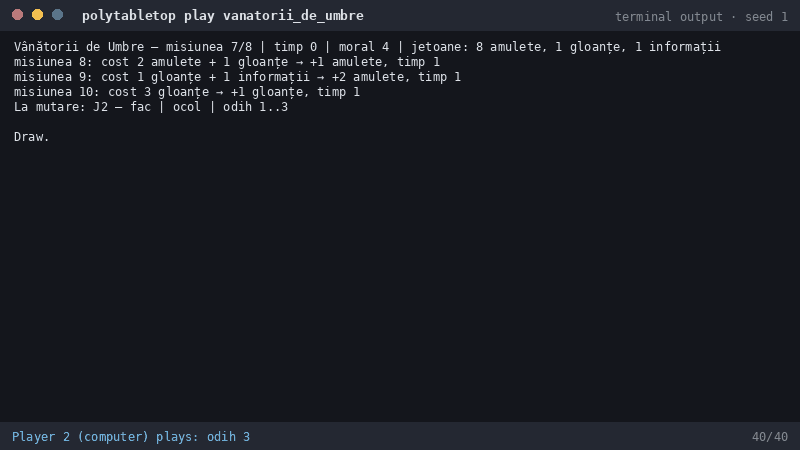 polytabletop play vanatorii_de_umbre
terminal output · seed 1
Vânătorii de Umbre — misiunea 7/8 | timp 0 | moral 4 | jetoane: 8 amulete, 1 gloanțe, 1 informații
misiunea 8: cost 2 amulete + 1 gloanțe → +1 amulete, timp 1
misiunea 9: cost 1 gloanțe + 1 informații → +2 amulete, timp 1
misiunea 10: cost 3 gloanțe → +1 gloanțe, timp 1
La mutare: J2 — fac | ocol | odih 1..3
Draw.
Player 2 (computer) plays: odih 3
40/40